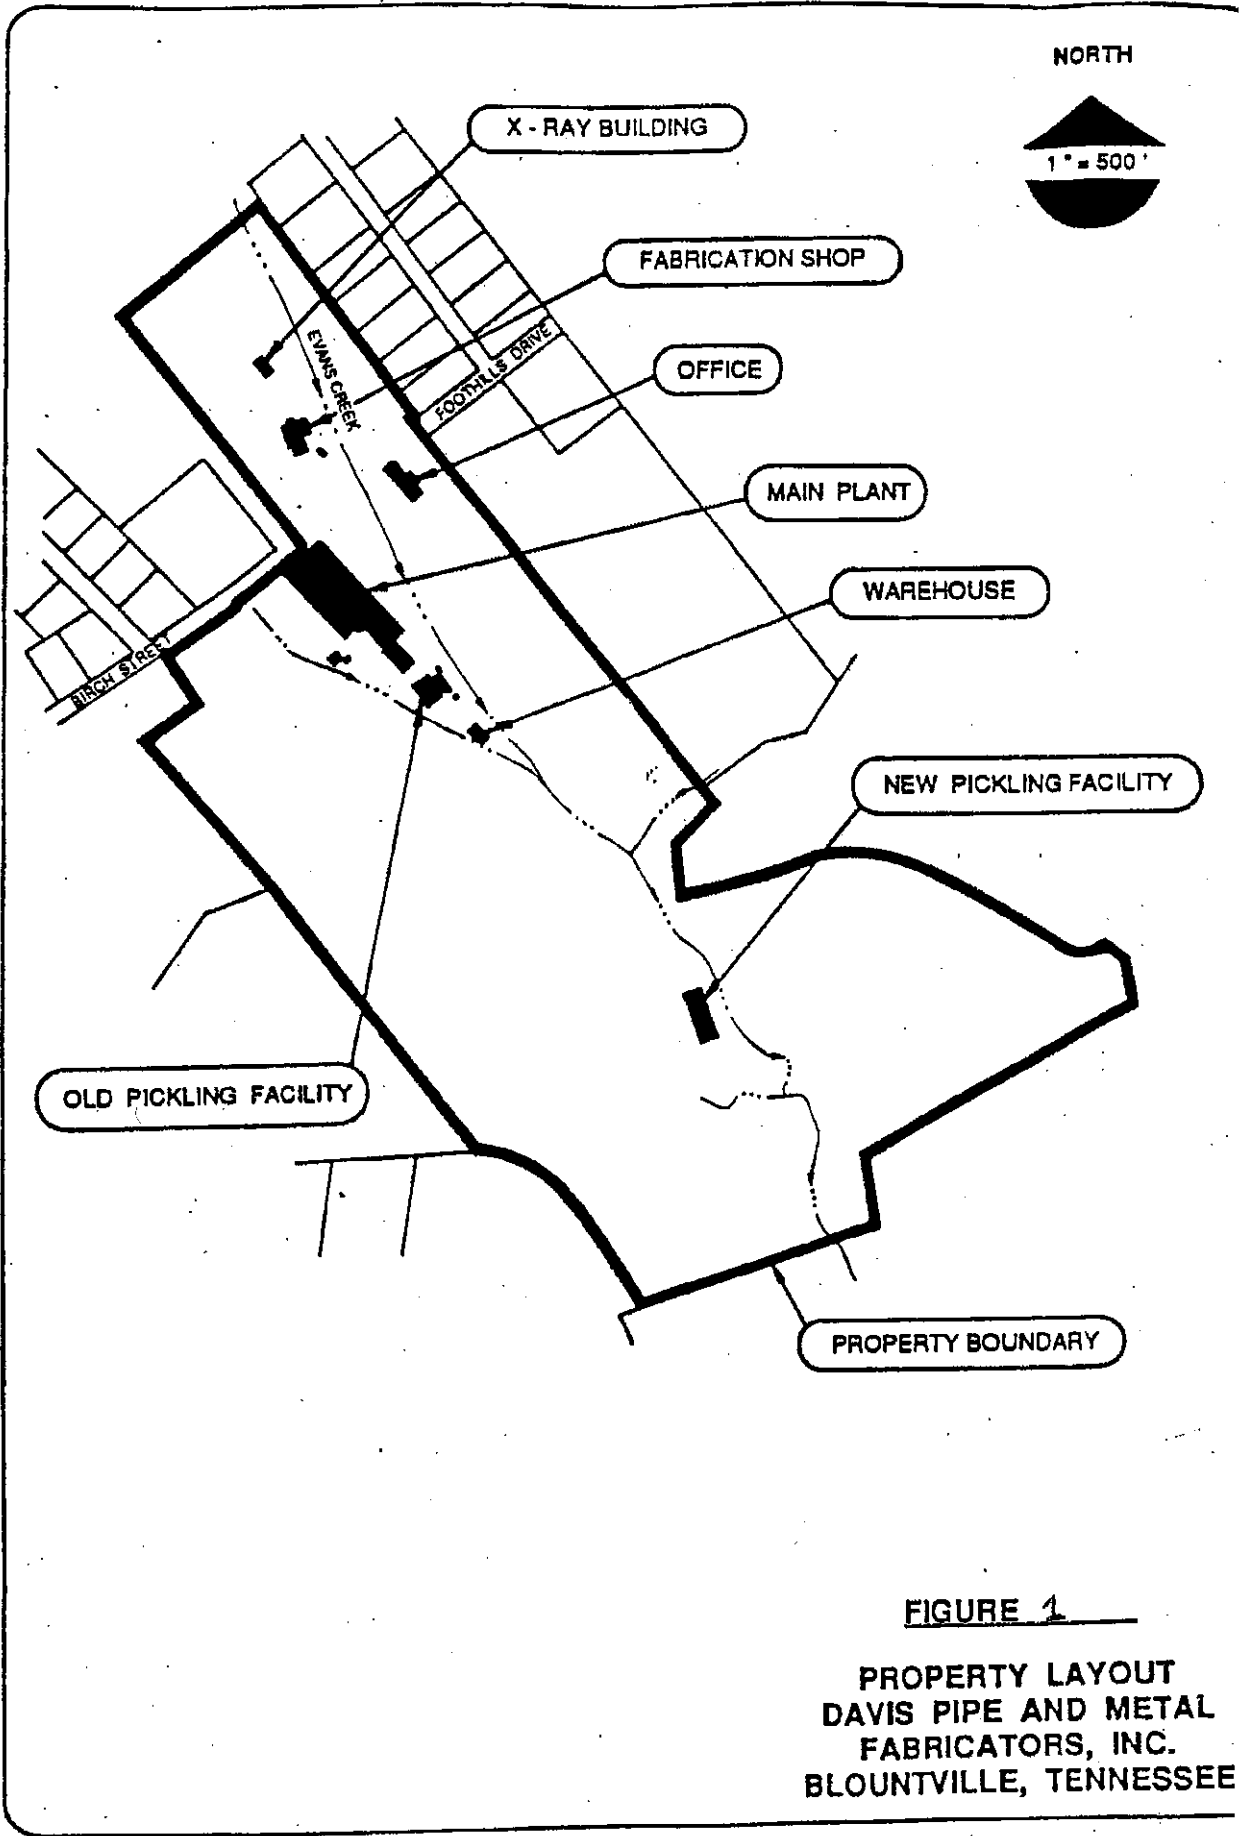 NORTH
1" = 500'
X - RAY BUILDING
FABRICATION SHOP
EVANS CREEK
FOOTHILLS DRIVE
OFFICE
MAIN PLANT
WAREHOUSE
BIRCH STREET
NEW PICKLING FACILITY
OLD PICKLING FACILITY
PROPERTY BOUNDARY
FIGURE 1
PROPERTY LAYOUT
DAVIS PIPE AND METAL
FABRICATORS, INC.
BLOUNTVILLE, TENNESSEE